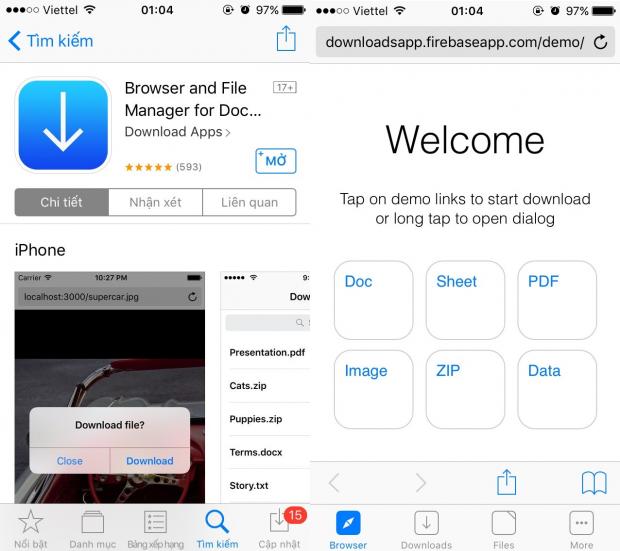 Viettel 01:04 97%
Tìm kiếm
Browser and File
Manager for Doc...
17+
Download Apps
(593)
+ MỞ
Chi tiết Nhận xét Liên quan
iPhone
Carrier 10:27 PM
localhost:3000/supercar.jpg
Download file?
Close Download
9:
Dow
Presentation.pdf
Cats.zip
Puppies.zip
Terms.docx
Story.txt
15
Nổi bật Danh mục Bảng xếp hạng Tìm kiếm Cập nhật
Viettel 01:04 97%
downloadsapp.firebaseapp.com/demo/
Welcome
Tap on demo links to start download
or long tap to open dialog
Doc Sheet PDF
Image ZIP Data
Browser Downloads Files More